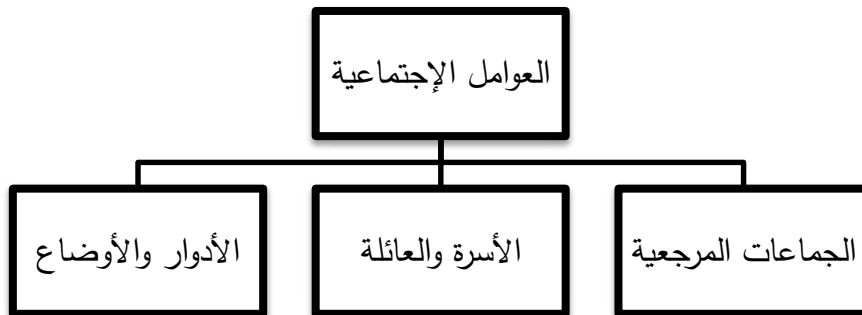 العوامل الإجتماعية
الجماعات المرجعية
الأسرة والعائلة
الأدوار والأوضاع